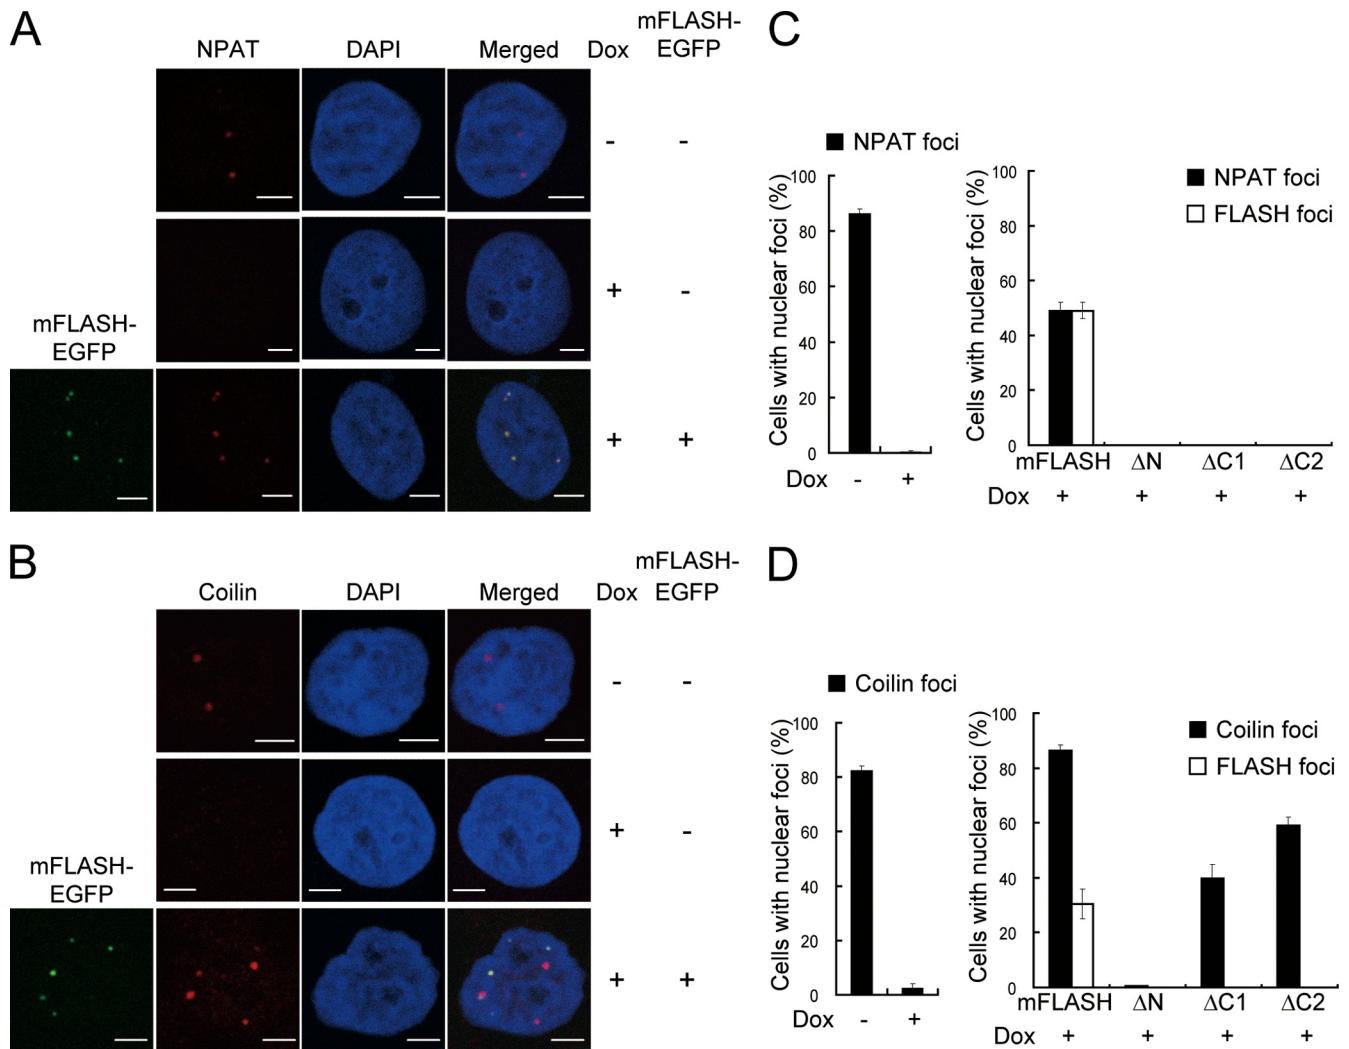 A
NPAT DAPI Merged Dox mFLASH-
EGFP
- -
+ -
mFLASH-
EGFP
+ +
B
Coilin DAPI Merged Dox mFLASH-
EGFP
- -
+ -
mFLASH-
EGFP
+ +
C
NPAT foci
Cells with nuclear foci (%)
100
80
60
40
20
0
Dox - +
NPAT foci
FLASH foci
Cells with nuclear foci (%)
100
80
60
40
20
0
mFLASH ΔN ΔC1 ΔC2
Dox + + + +
D
Coilin foci
Cells with nuclear foci (%)
100
80
60
40
20
0
Dox - +
Coilin foci
FLASH foci
Cells with nuclear foci (%)
100
80
60
40
20
0
mFLASH ΔN ΔC1 ΔC2
Dox + + + +